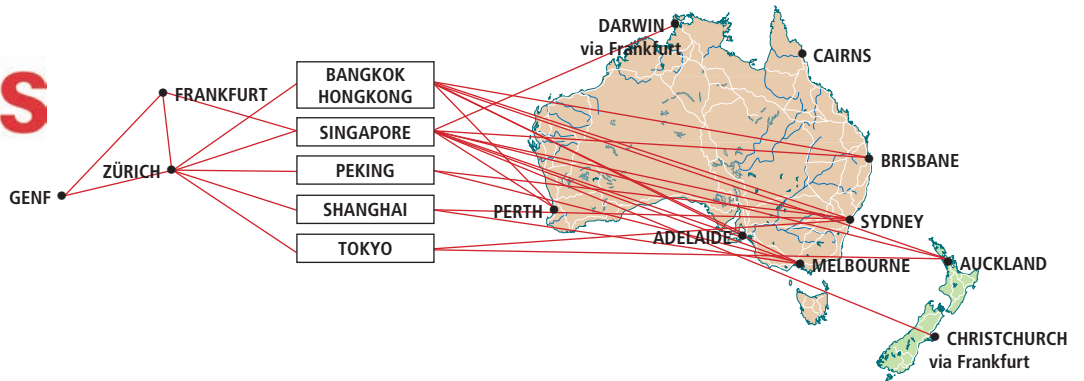 S
FRANKFURT
ZÜRICH
GENF
BANGKOK
HONGKONG
SINGAPORE
PEKING
SHANGHAI
TOKYO
DARWIN
via Frankfurt
CAIRNS
BRISBANE
PERTH
SYDNEY
ADELAIDE
MELBOURNE
AUCKLAND
CHRISTCHURCH
via Frankfurt